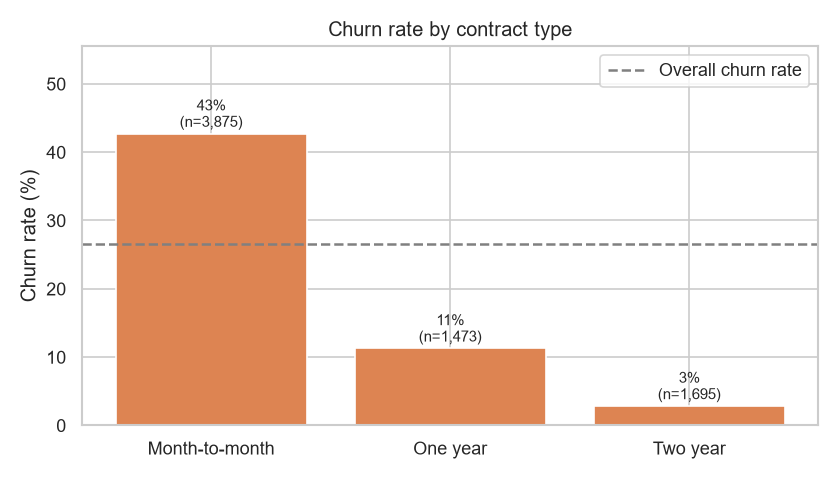 Churn rate by contract type
Overall churn rate
Churn rate (%)
50
40
30
20
10
0
43%
(n=3,875)
11%
(n=1,473)
3%
(n=1,695)
Month-to-month
One year
Two year